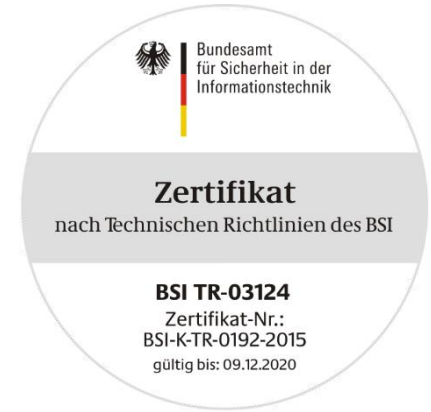 Bundesamt
für Sicherheit in der
Informationstechnik
Zertifikat
nach Technischen Richtlinien des BSI
BSI TR-03124
Zertifikat-Nr.:
BSI-K-TR-0192-2015
gültig bis: 09.12.2020